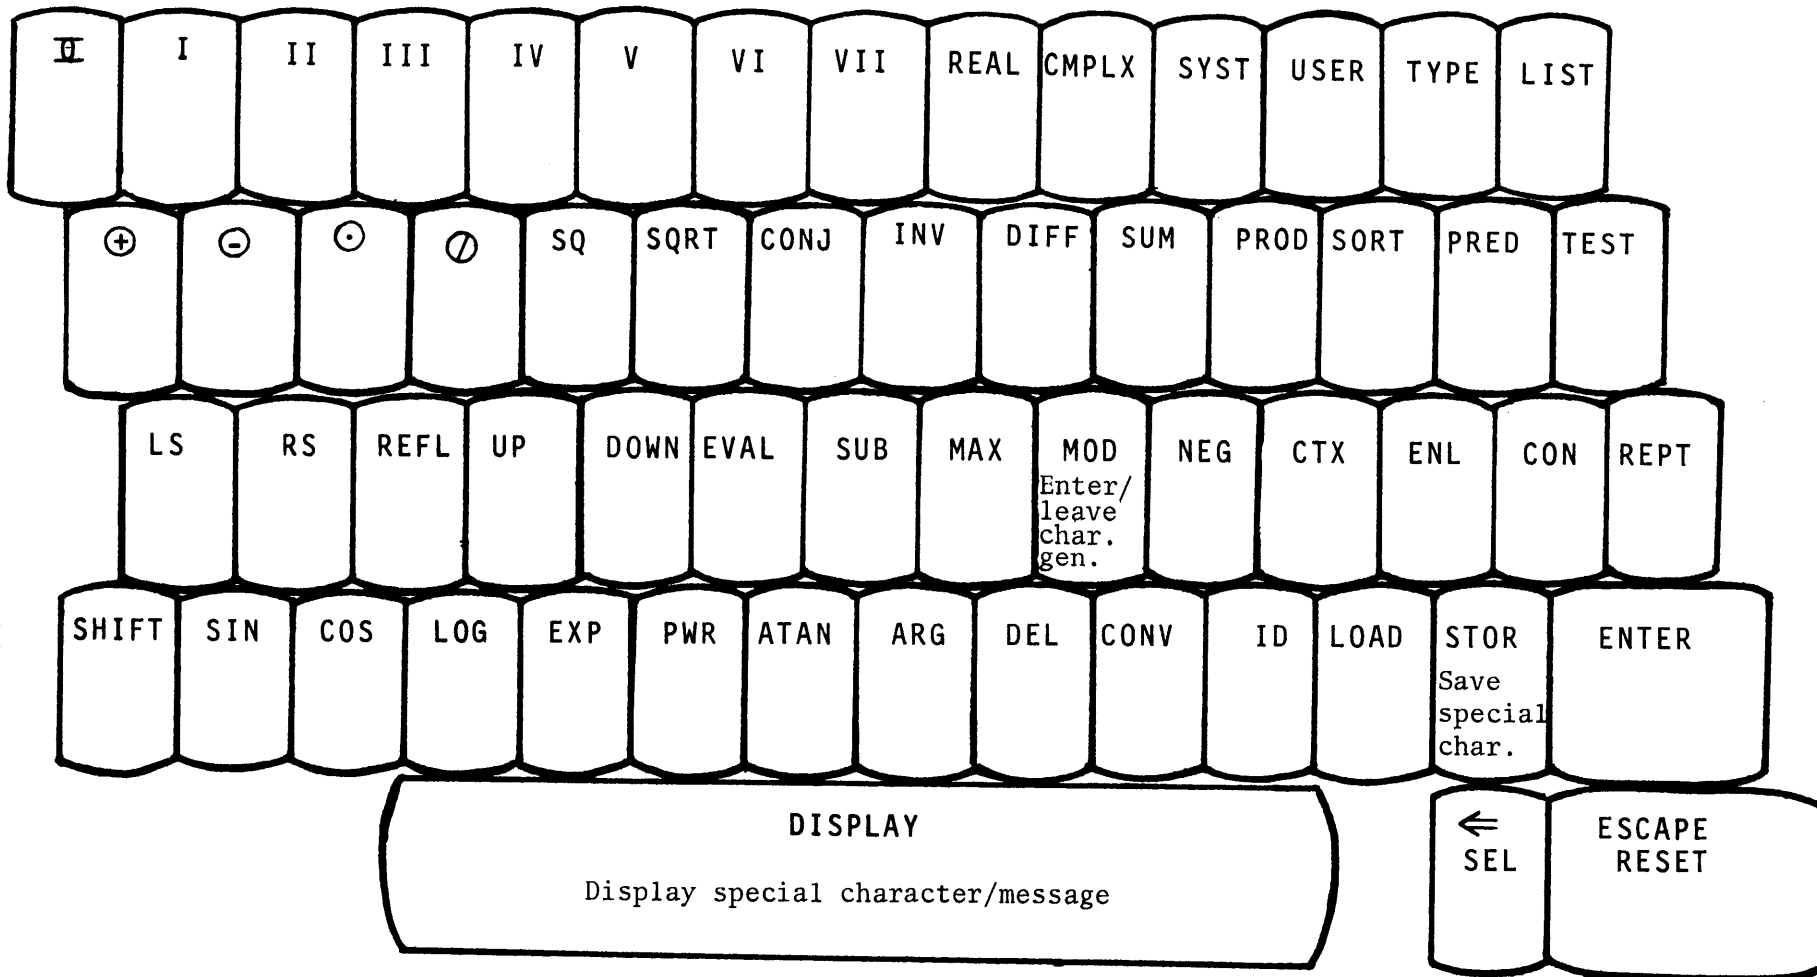 0 I II III IV V VI VII REAL CMPLX SYST USER TYPE LIST
⊕ ⊖ ⊙ ⊘ SQ SQRT CONJ INV DIFF SUM PROD SORT PRED TEST
LS RS REFL UP DOWN EVAL SUB MAX MOD NEG CTX ENL CON REPT
Enter/
leave
char.
gen.
SHIFT SIN COS LOG EXP PWR ATAN ARG DEL CONV ID LOAD STOR ENTER
Save
special
char.
DISPLAY
Display special character/message
⇐
SEL
ESCAPE
RESET